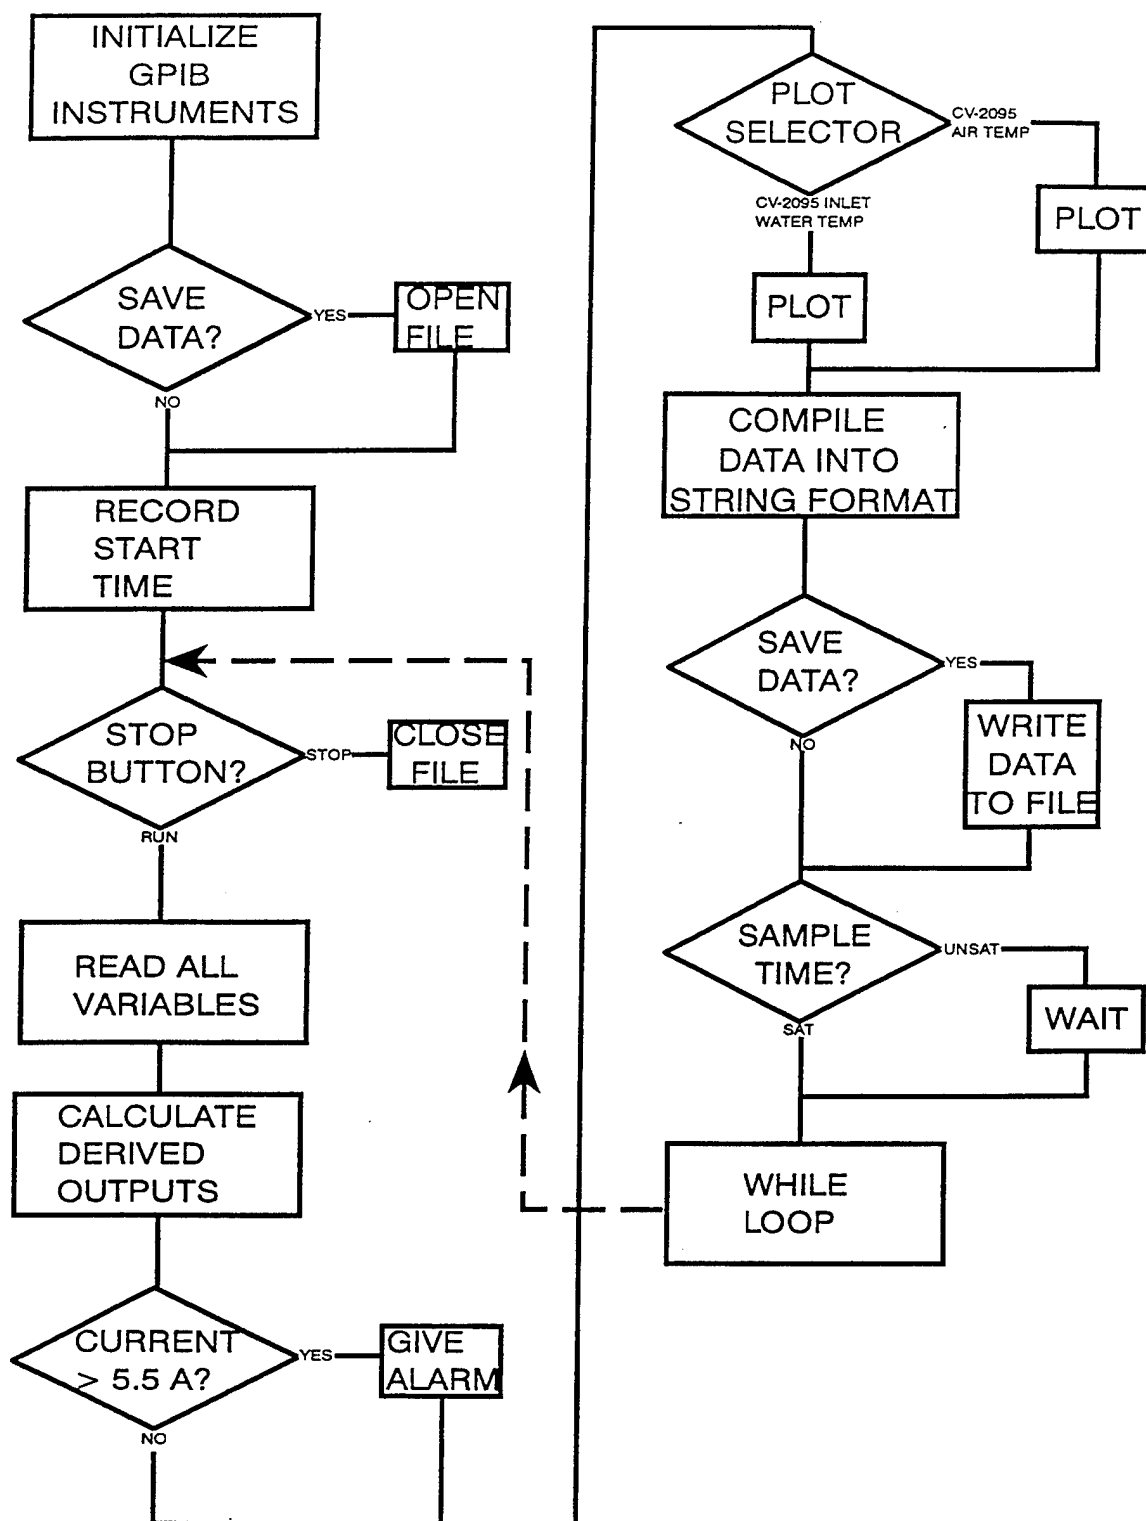 INITIALIZE
GPIB
INSTRUMENTS
SAVE
DATA?
YES
OPEN
FILE
NO
RECORD
START
TIME
STOP
BUTTON?
STOP
CLOSE
FILE
RUN
READ ALL
VARIABLES
CALCULATE
DERIVED
OUTPUTS
CURRENT
> 5.5 A?
YES
GIVE
ALARM
NO
PLOT
SELECTOR
CV-2095
AIR TEMP
PLOT
CV-2095 INLET
WATER TEMP
PLOT
COMPILE
DATA INTO
STRING FORMAT
SAVE
DATA?
YES
WRITE
DATA
TO FILE
NO
SAMPLE
TIME?
UNSAT
WAIT
SAT
WHILE
LOOP